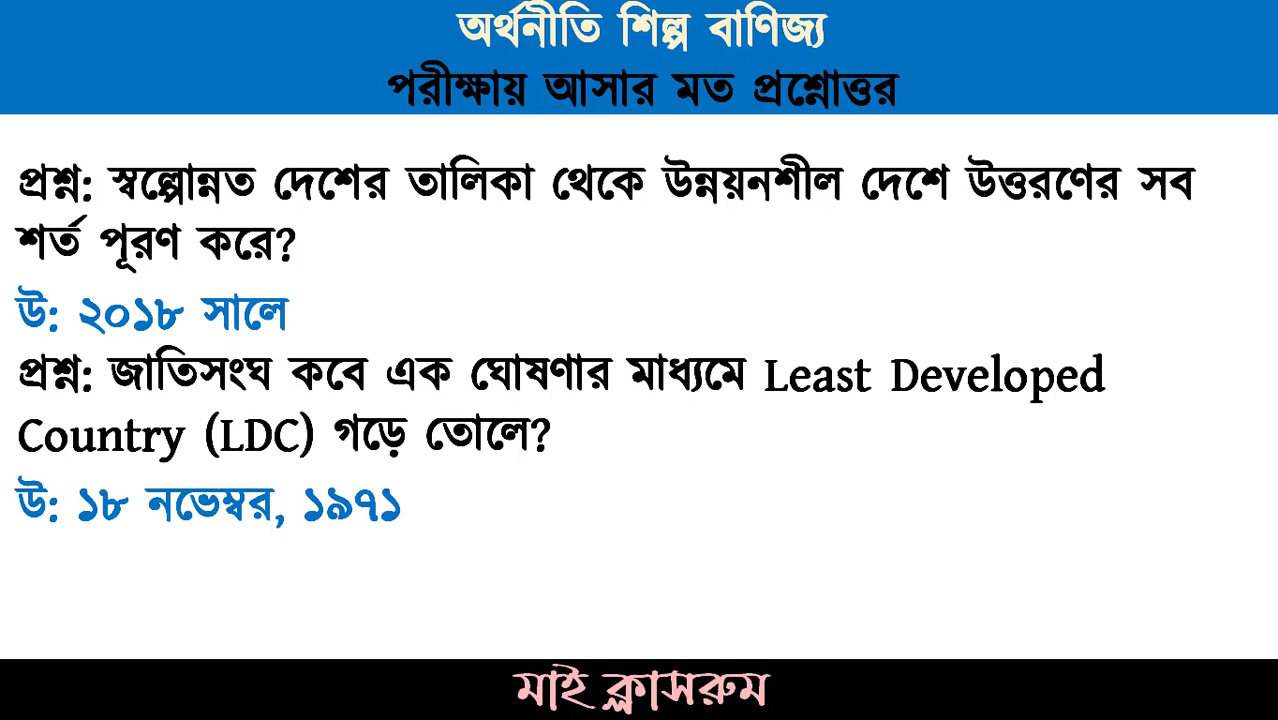 অর্থনীতি শিল্প বাণিজ্য
পরীক্ষায় আসার মত প্রশ্নোত্তর
প্রশ্ন: স্বল্পোন্নত দেশের তালিকা থেকে উন্নয়নশীল দেশে উত্তরণের সব
শর্ত পূরণ করে?
উ: ২০১৮ সালে
প্রশ্ন: জাতিসংঘ কবে এক ঘোষণার মাধ্যমে Least Developed
Country (LDC) গড়ে তোলে?
উ: ১৮ নভেম্বর, ১৯৭১
মাই ক্লাসরুম